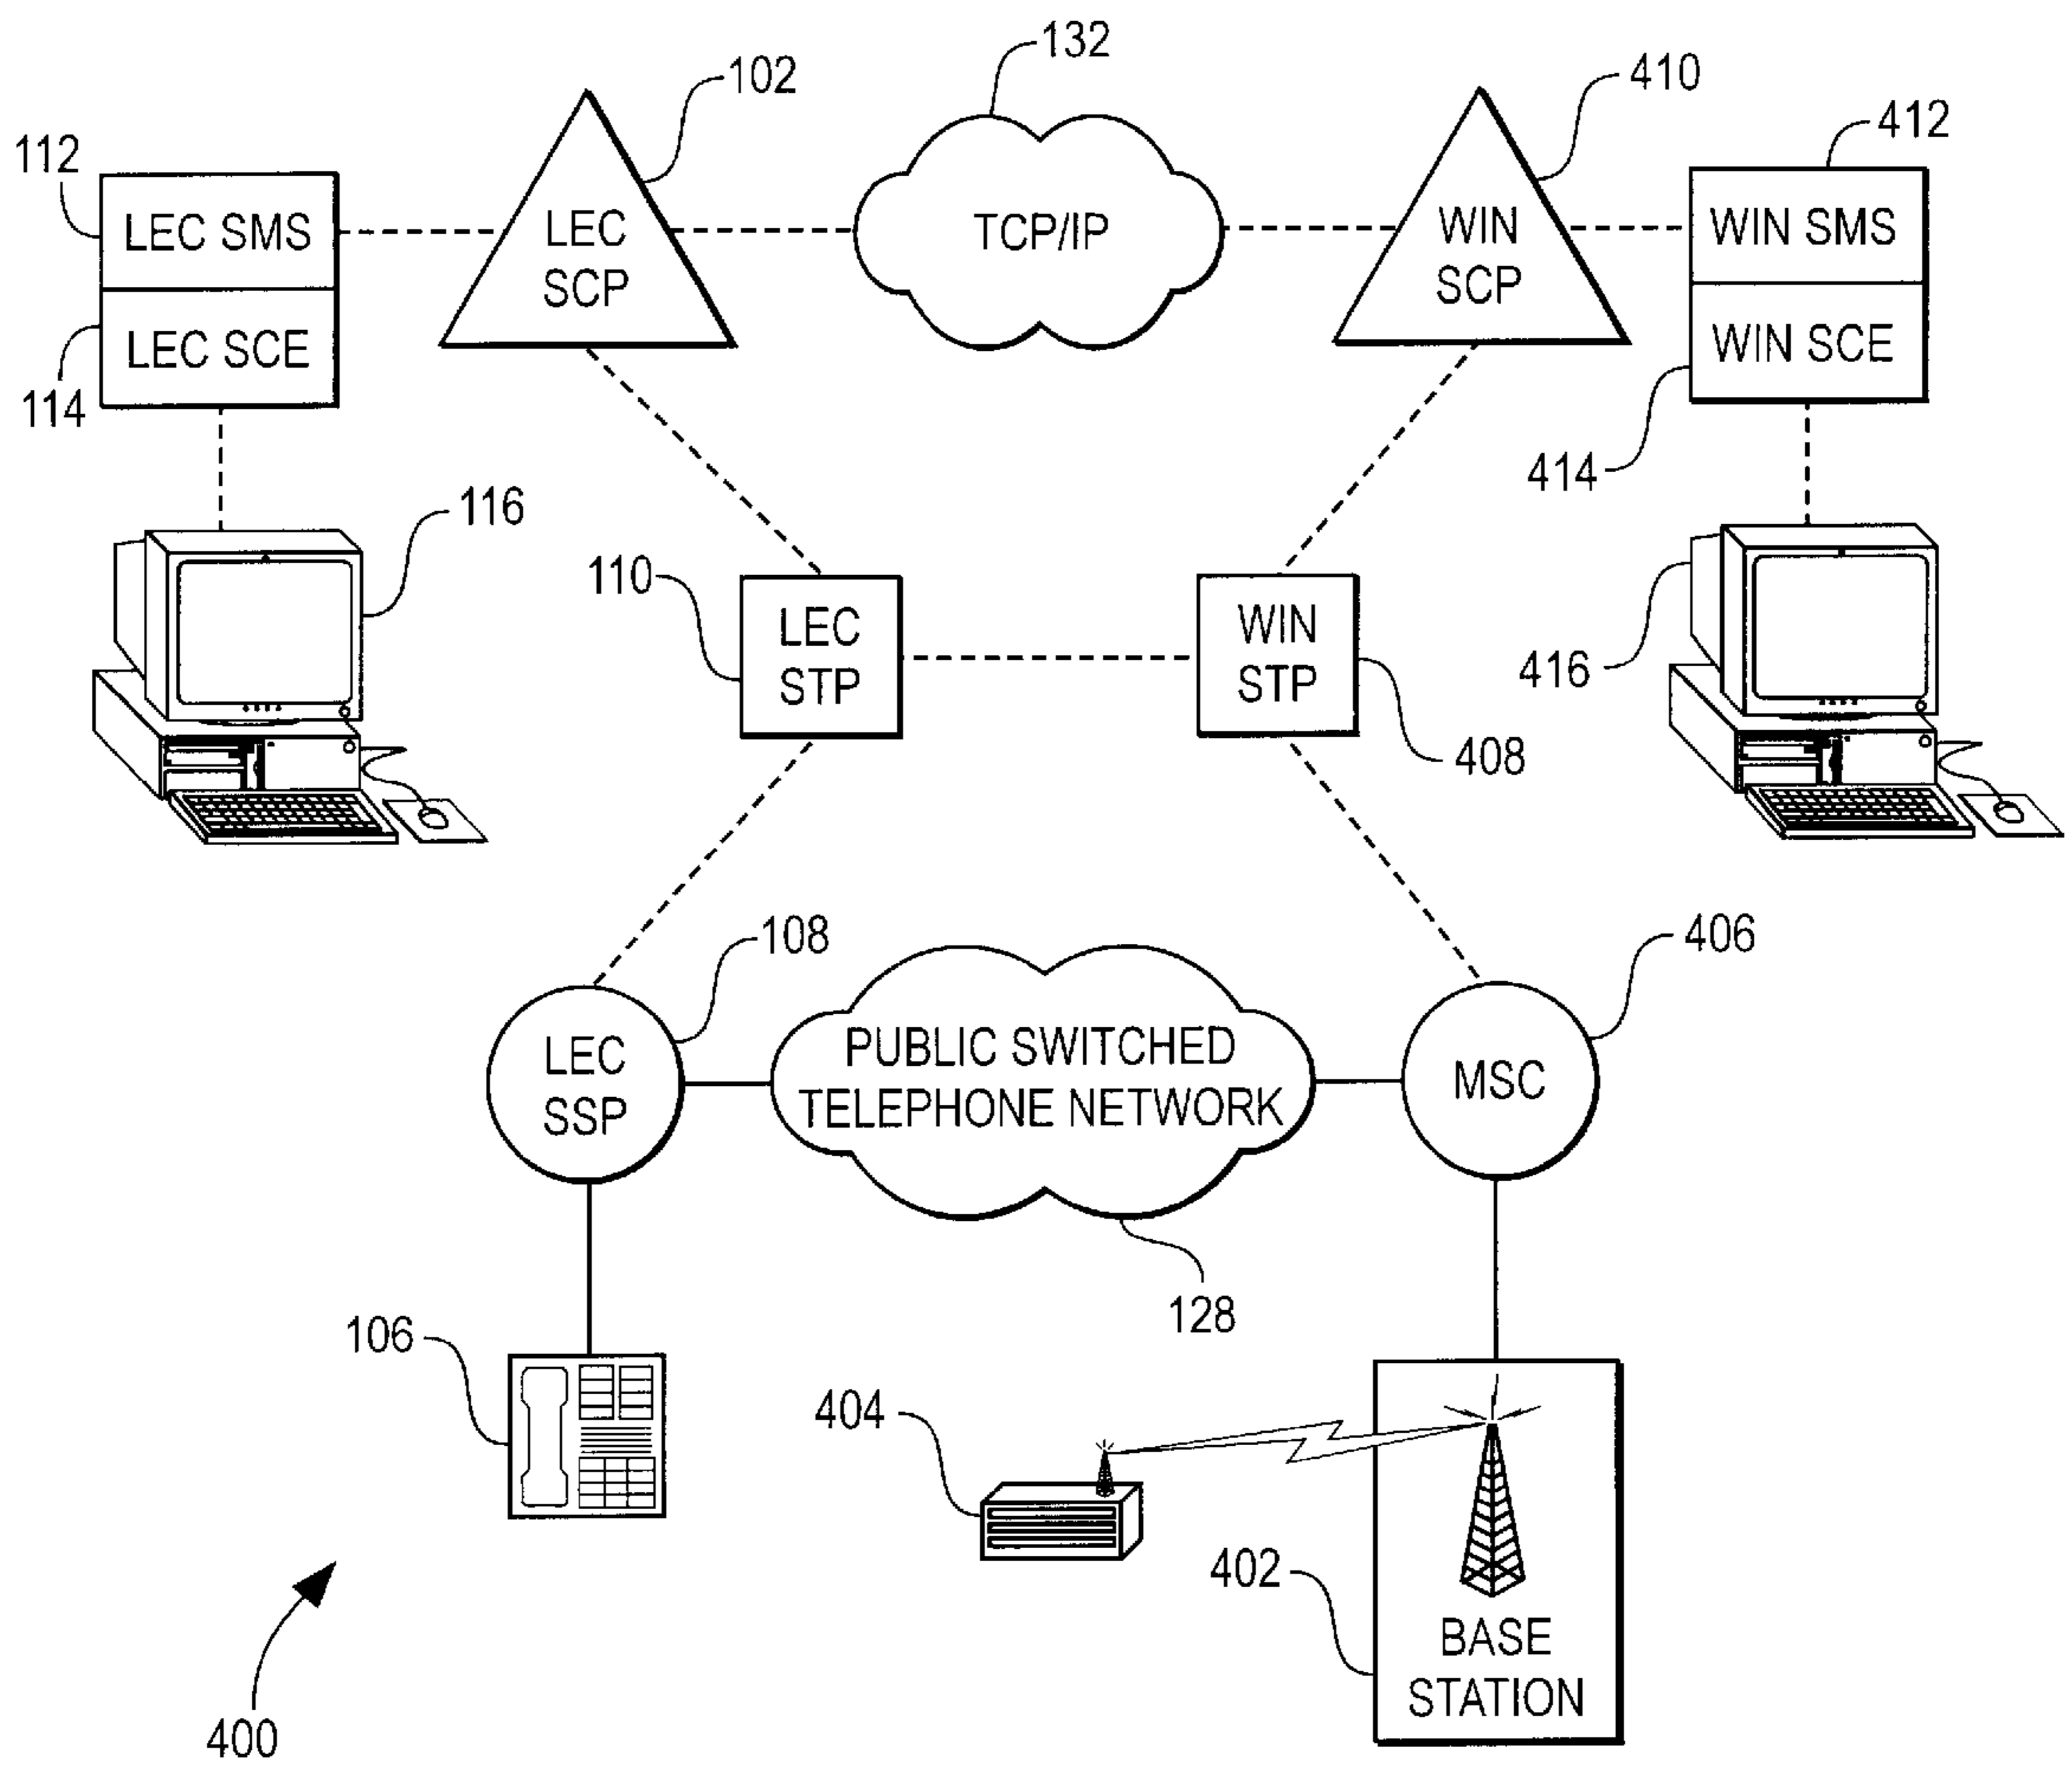 132
102
410
412
112
LEC SMS
LEC
SCP
TCP/IP
WIN
SCP
WIN SMS
LEC SCE
WIN SCE
114
414
116
110
LEC
STP
WIN
STP
416
408
108
406
LEC
SSP
PUBLIC SWITCHED
TELEPHONE NETWORK
MSC
128
106
404
402
BASE
STATION
400